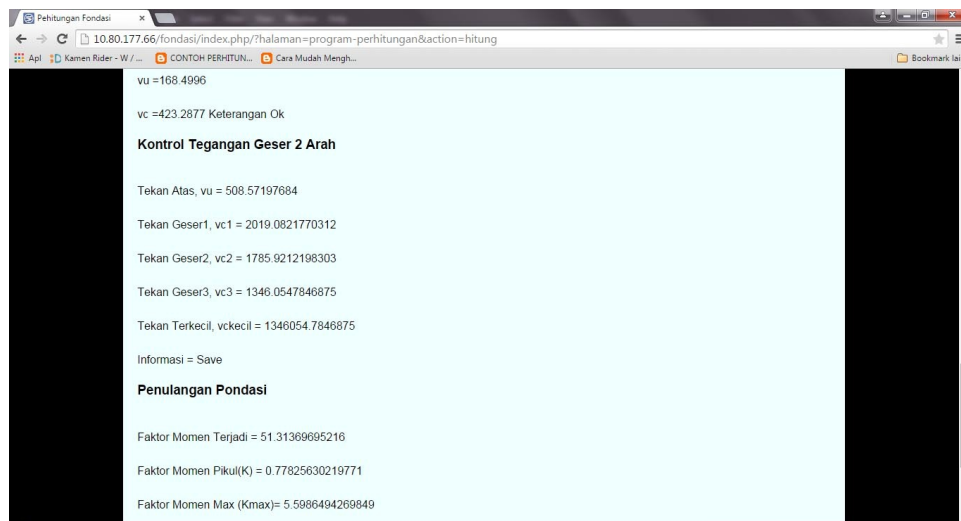 Pehitungan Fondasi
10.80.177.66/fondasi/index.php/?halaman=program-perhitungan&action=hitung
Apl
Kamen Rider - W / ...
CONTOH PERHITUN...
Cara Mudah Mengh...
Bookmark lai
vu =168.4996
vc =423.2877 Keterangan Ok
Kontrol Tegangan Geser 2 Arah
Tekan Atas, vu = 508.57197684
Tekan Geser1, vc1 = 2019.0821770312
Tekan Geser2, vc2 = 1785.9212198303
Tekan Geser3, vc3 = 1346.0547846875
Tekan Terkecil, vckecil = 1346054.7846875
Informasi = Save
Penulangan Pondasi
Faktor Momen Terjadi = 51.31369695216
Faktor Momen Pikul(K) = 0.77825630219771
Faktor Momen Max (Kmax)= 5.5986494269849